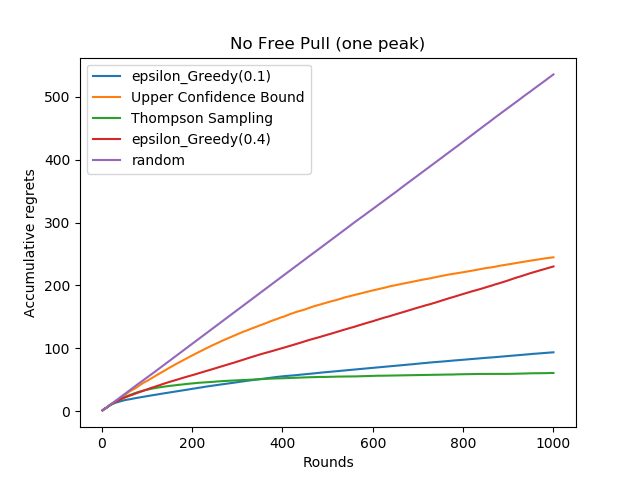 No Free Pull (one peak)
epsilon_Greedy(0.1)
Upper Confidence Bound
Thompson Sampling
epsilon_Greedy(0.4)
random
Accumulative regrets
500
400
300
200
100
0
0 200 400 600 800 1000
Rounds